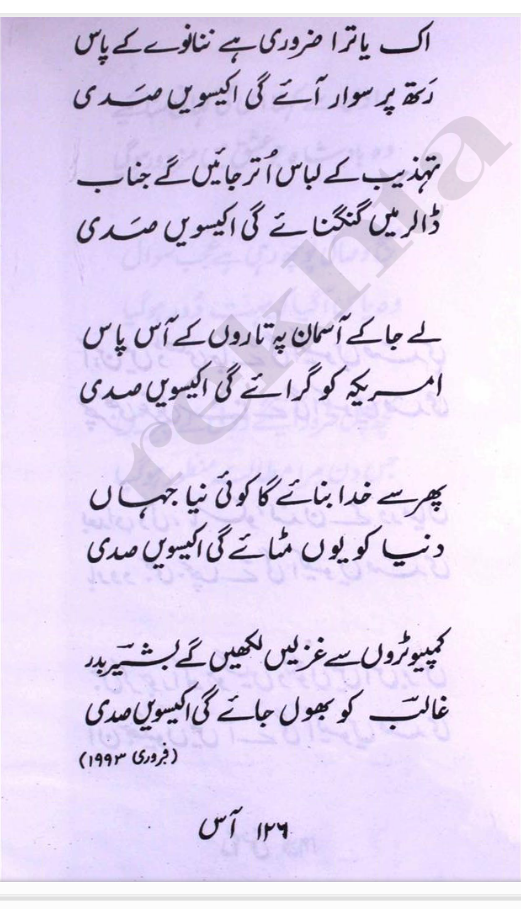 اک یاترا ضروری ہے ننانوے کے پاس
رتھ پر سوار آئے گی اکیسویں صدی
تہذیب کے لباس اُتر جائیں گے جناب
ڈالر میں گنگنائے گی اکیسویں صدی
لے جا کے آسمان پہ تاروں کے آس پاس
امریکہ کو گرائے گی اکیسویں صدی
پھر سے خدا بنائے گا کوئی نیا جہاں
دنیا کو یوں مٹائے گی اکیسویں صدی
کمپیوٹروں سے غزلیں لکھیں گے بشیر بدر
غالب کو بھول جائے گی اکیسویں صدی
(فروری ۱۹۹۳)
۱۲۶ آس
rekhta